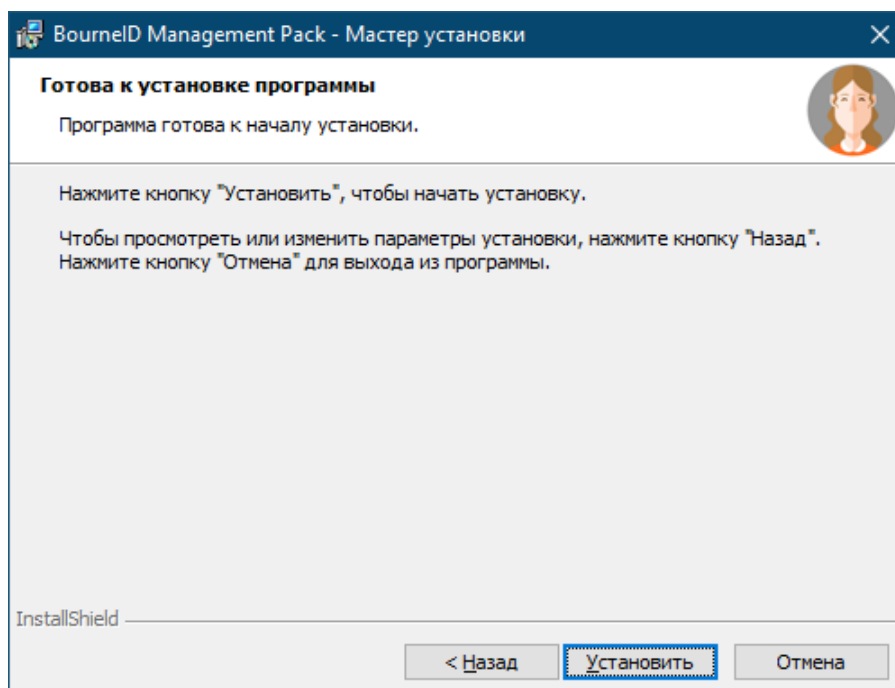 BourneID Management Pack - Мастер установки
Готова к установке программы
Программа готова к началу установки.
Нажмите кнопку "Установить", чтобы начать установку.
Чтобы просмотреть или изменить параметры установки, нажмите кнопку "Назад".
Нажмите кнопку "Отмена" для выхода из программы.
InstallShield
< Назад
Установить
Отмена